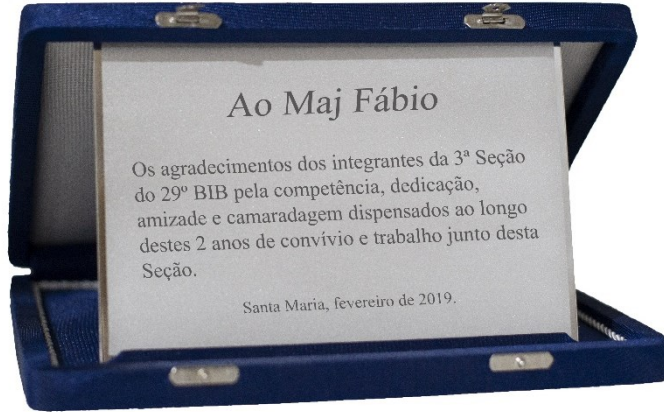 Ao Maj Fábio
Os agradecimentos dos integrantes da 3ª Seção
do 29º BIB pela competência, dedicação,
amizade e camaradagem dispensados ao longo
destes 2 anos de convívio e trabalho junto desta
Seção.
Santa Maria, fevereiro de 2019.